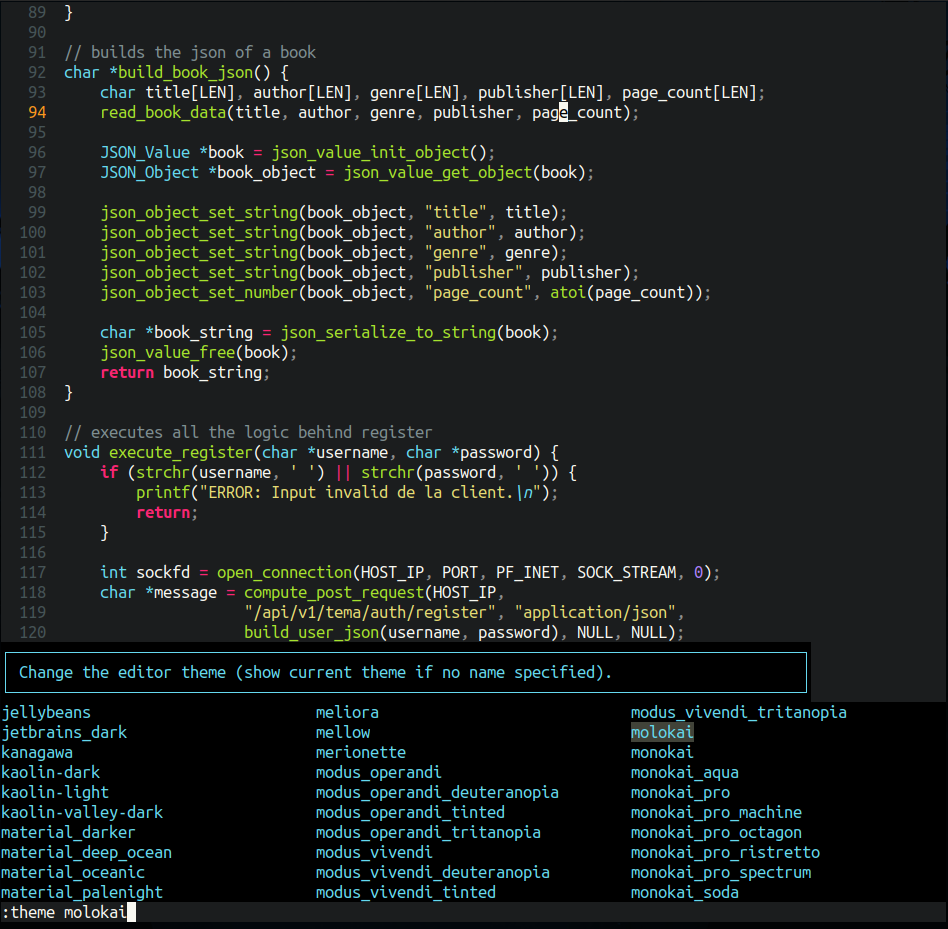 89 }
90
91 // builds the json of a book
92 char *build_book_json() {
93     char title[LEN], author[LEN], genre[LEN], publisher[LEN], page_count[LEN];
94     read_book_data(title, author, genre, publisher, page_count);
95
96     JSON_Value *book = json_value_init_object();
97     JSON_Object *book_object = json_value_get_object(book);
98
99     json_object_set_string(book_object, "title", title);
100     json_object_set_string(book_object, "author", author);
101     json_object_set_string(book_object, "genre", genre);
102     json_object_set_string(book_object, "publisher", publisher);
103     json_object_set_number(book_object, "page_count", atoi(page_count));
104
105     char *book_string = json_serialize_to_string(book);
106     json_value_free(book);
107     return book_string;
108 }
109
110 // executes all the logic behind register
111 void execute_register(char *username, char *password) {
112     if (strchr(username, ' ') || strchr(password, ' ')) {
113         printf("ERROR: Input invalid de la client.\n");
114         return;
115     }
116
117     int sockfd = open_connection(HOST_IP, PORT, PF_INET, SOCK_STREAM, 0);
118     char *message = compute_post_request(HOST_IP,
119                     "/api/v1/tema/auth/register", "application/json",
120                     build_user_json(username, password), NULL, NULL);
Change the editor theme (show current theme if no name specified).
jellybeans meliora modus_vivendi_tritanopia
jetbrains_dark mellow molokai
kanagawa merionette monokai
kaolin-dark modus_operandi monokai_aqua
kaolin-light modus_operandi_deuteranopia monokai_pro
kaolin-valley-dark modus_operandi_tinted monokai_pro_machine
material_darker modus_operandi_tritanopia monokai_pro_octagon
material_deep_ocean modus_vivendi monokai_pro_ristretto
material_oceanic modus_vivendi_deuteranopia monokai_pro_spectrum
material_palenight modus_vivendi_tinted monokai_soda
:theme molokai